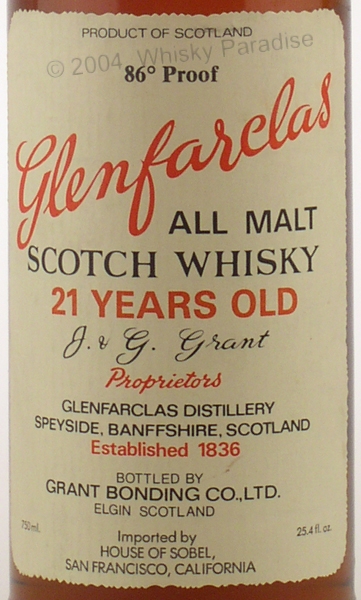 PRODUCT OF SCOTLAND
© 2004, Whisky Paradise
86° Proof
Glenfarclas
ALL MALT
SCOTCH WHISKY
21 YEARS OLD
J. & G. Grant
Proprietors
GLENFARCLAS DISTILLERY
SPEYSIDE, BANFFSHIRE, SCOTLAND
Established 1836
BOTTLED BY
GRANT BONDING CO., LTD.
ELGIN SCOTLAND
750ml. 25.4 fl. oz.
Imported by
HOUSE OF SOBEL,
SAN FRANCISCO, CALIFORNIA